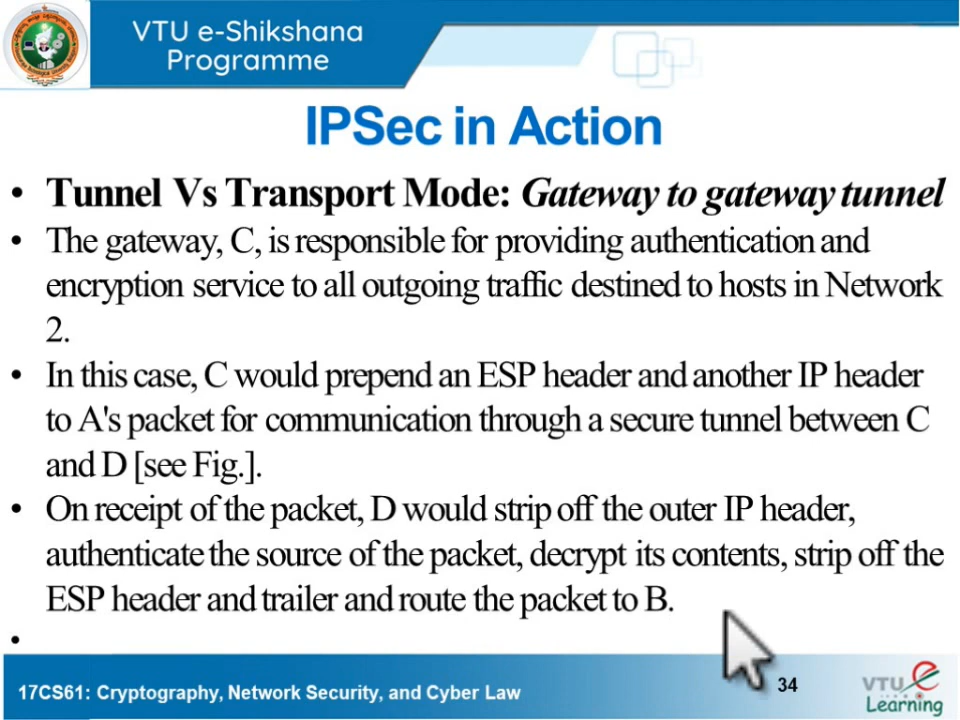 VTU e-Shikshana
Programme
IPSec in Action
• Tunnel Vs Transport Mode: Gateway to gateway tunnel
• The gateway, C, is responsible for providing authentication and
encryption service to all outgoing traffic destined to hosts in Network
2.
• In this case, C would prepend an ESP header and another IP header
to A's packet for communication through a secure tunnel between C
and D [see Fig.].
• On receipt of the packet, D would strip off the outer IP header,
authenticate the source of the packet, decrypt its contents, strip off the
ESP header and trailer and route the packet to B.
•
17CS61: Cryptography, Network Security, and Cyber Law
34
VTU e
Learning